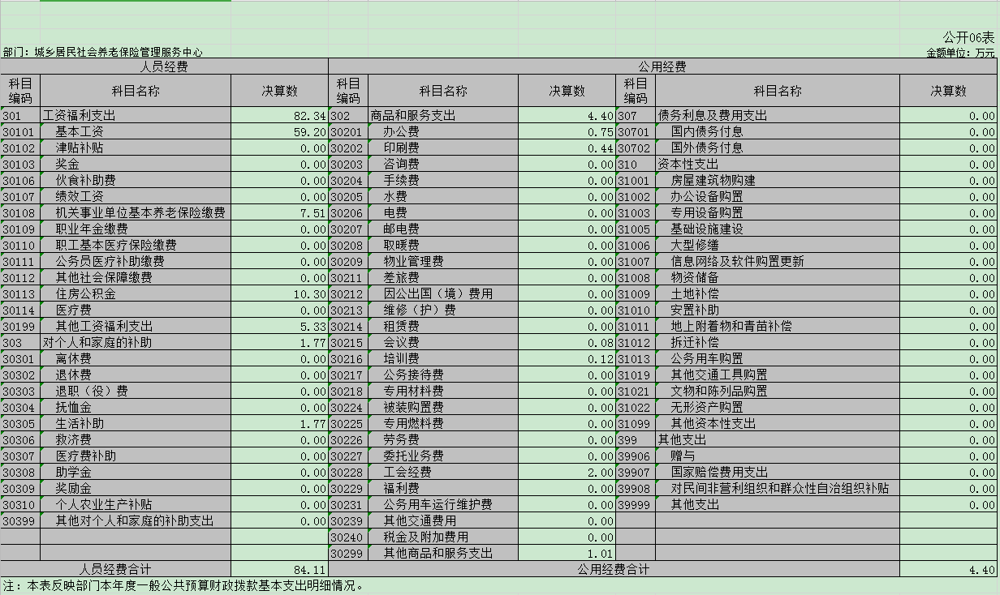 公开06表
部门：城乡居民社会养老保险管理服务中心 金额单位：万元
人员经费 公用经费
科目编码 科目名称 决算数 科目编码 科目名称 决算数 科目编码 科目名称 决算数
301 工资福利支出 82.34 302 商品和服务支出 4.40 307 债务利息及费用支出 0.00
30101 基本工资 59.20 30201 办公费 0.75 30701 国内债务付息 0.00
30102 津贴补贴 0.00 30202 印刷费 0.44 30702 国外债务付息 0.00
30103 奖金 0.00 30203 咨询费 0.00 310 资本性支出 0.00
30106 伙食补助费 0.00 30204 手续费 0.00 31001 房屋建筑物购建 0.00
30107 绩效工资 0.00 30205 水费 0.00 31002 办公设备购置 0.00
30108 机关事业单位基本养老保险缴费 7.51 30206 电费 0.00 31003 专用设备购置 0.00
30109 职业年金缴费 0.00 30207 邮电费 0.00 31005 基础设施建设 0.00
30110 职工基本医疗保险缴费 0.00 30208 取暖费 0.00 31006 大型修缮 0.00
30111 公务员医疗补助缴费 0.00 30209 物业管理费 0.00 31007 信息网络及软件购置更新 0.00
30112 其他社会保障缴费 0.00 30211 差旅费 0.00 31008 物资储备 0.00
30113 住房公积金 10.30 30212 因公出国（境）费用 0.00 31009 土地补偿 0.00
30114 医疗费 0.00 30213 维修（护）费 0.00 31010 安置补助 0.00
30199 其他工资福利支出 5.33 30214 租赁费 0.00 31011 地上附着物和青苗补偿 0.00
303 对个人和家庭的补助 1.77 30215 会议费 0.08 31012 拆迁补偿 0.00
30301 离休费 0.00 30216 培训费 0.12 31013 公务用车购置 0.00
30302 退休费 0.00 30217 公务接待费 0.00 31019 其他交通工具购置 0.00
30303 退职（役）费 0.00 30218 专用材料费 0.00 31021 文物和陈列品购置 0.00
30304 抚恤金 0.00 30224 被装购置费 0.00 31022 无形资产购置 0.00
30305 生活补助 1.77 30225 专用燃料费 0.00 31099 其他资本性支出 0.00
30306 救济费 0.00 30226 劳务费 0.00 399 其他支出 0.00
30307 医疗费补助 0.00 30227 委托业务费 0.00 39906 赠与 0.00
30308 助学金 0.00 30228 工会经费 2.00 39907 国家赔偿费用支出 0.00
30309 奖励金 0.00 30229 福利费 0.00 39908 对民间非营利组织和群众性自治组织补贴 0.00
30310 个人农业生产补贴 0.00 30231 公务用车运行维护费 0.00 39999 其他支出 0.00
30399 其他对个人和家庭的补助支出 0.00 30239 其他交通费用 0.00
30240 税金及附加费用 0.00
30299 其他商品和服务支出 1.01
人员经费合计 84.11 公用经费合计 4.40
注：本表反映部门本年度一般公共预算财政拨款基本支出明细情况。